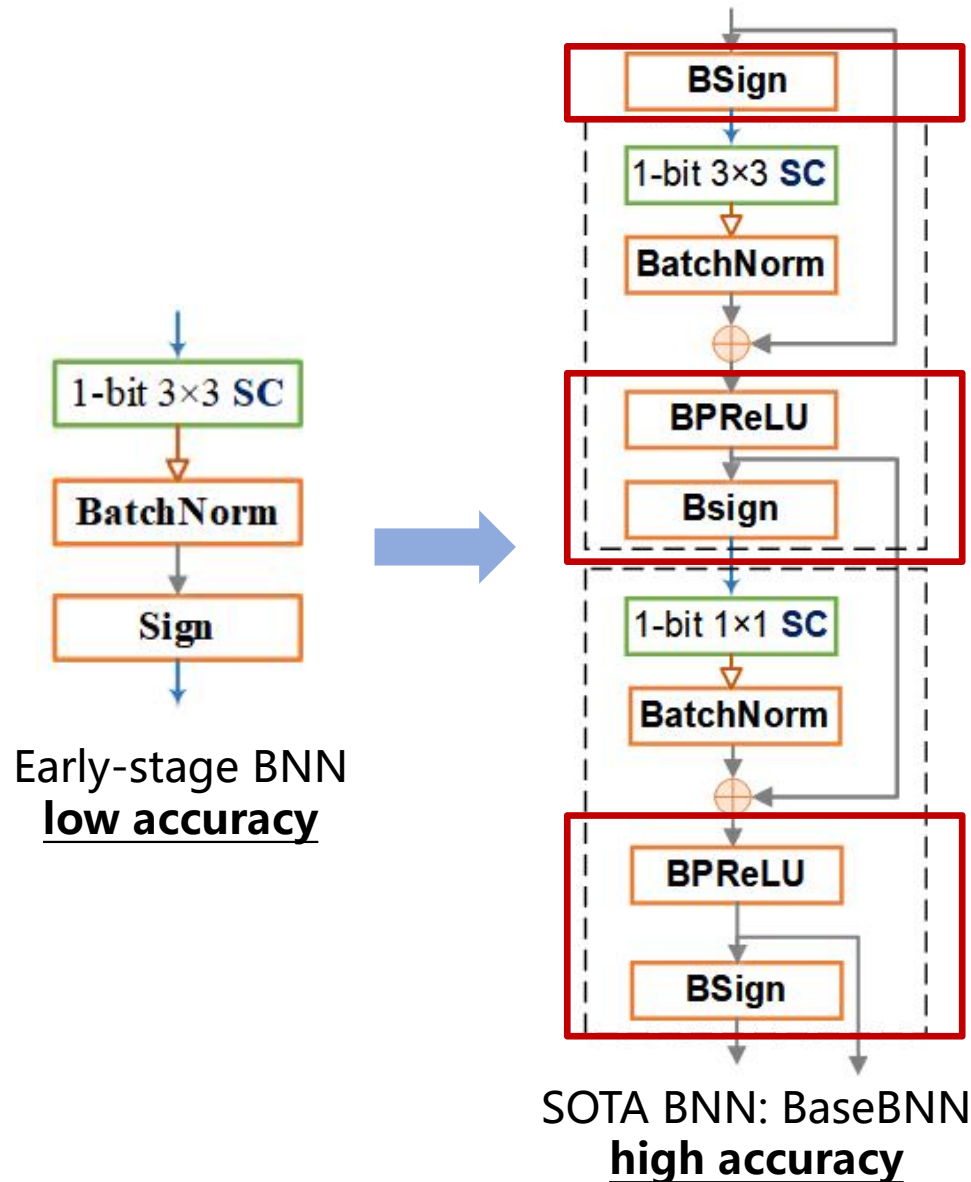 1-bit 3×3 SC
BatchNorm
Sign
Early-stage BNN
low accuracy
BSign
1-bit 3×3 SC
BatchNorm
BPReLU
Bsign
1-bit 1×1 SC
BatchNorm
BPReLU
BSign
SOTA BNN: BaseBNN
high accuracy